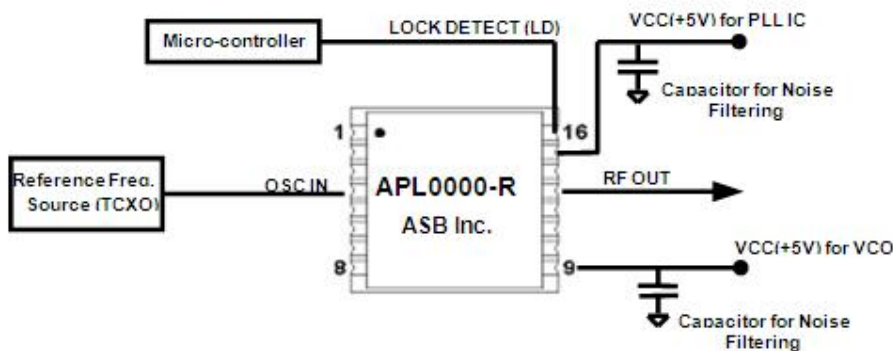 VCC(+5V) for PLL IC
LOCK DETECT (LD)
Micro-controller
Capacitor for Noise
Filtering
1
16
Reference Freq.
Source (TCXO)
OSC IN
APL0000-R
ASB Inc.
RF OUT
8
9
VCC(+5V) for VCO
Capacitor for Noise
Filtering